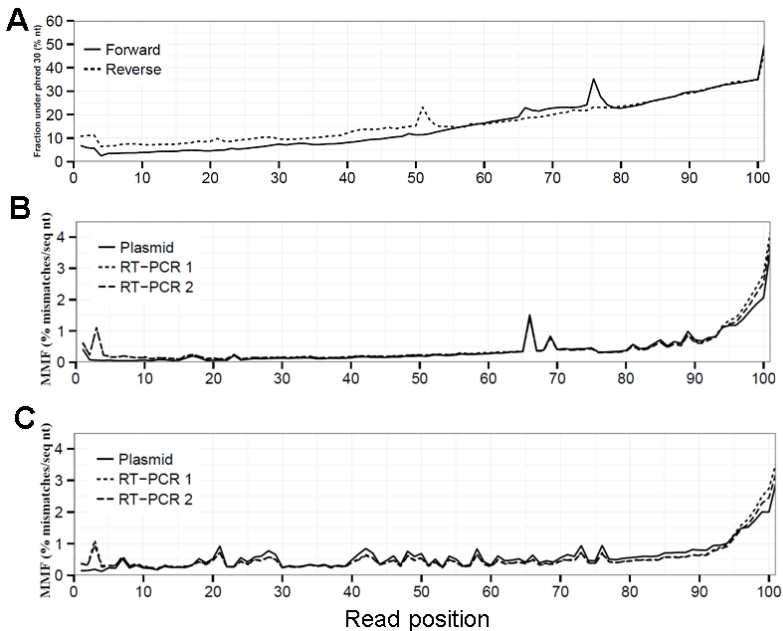 A
Fraction under phred 30 (% nt)
60
50
40
30
20
10
0
Forward
Reverse
0 10 20 30 40 50 60 70 80 90 100
B
MMF (% mismatches/seq nt)
4
3
2
1
0
Plasmid
RT−PCR 1
RT−PCR 2
0 10 20 30 40 50 60 70 80 90 100
C
MMF (% mismatches/seq nt)
4
3
2
1
0
Plasmid
RT−PCR 1
RT−PCR 2
0 10 20 30 40 50 60 70 80 90 100
Read position